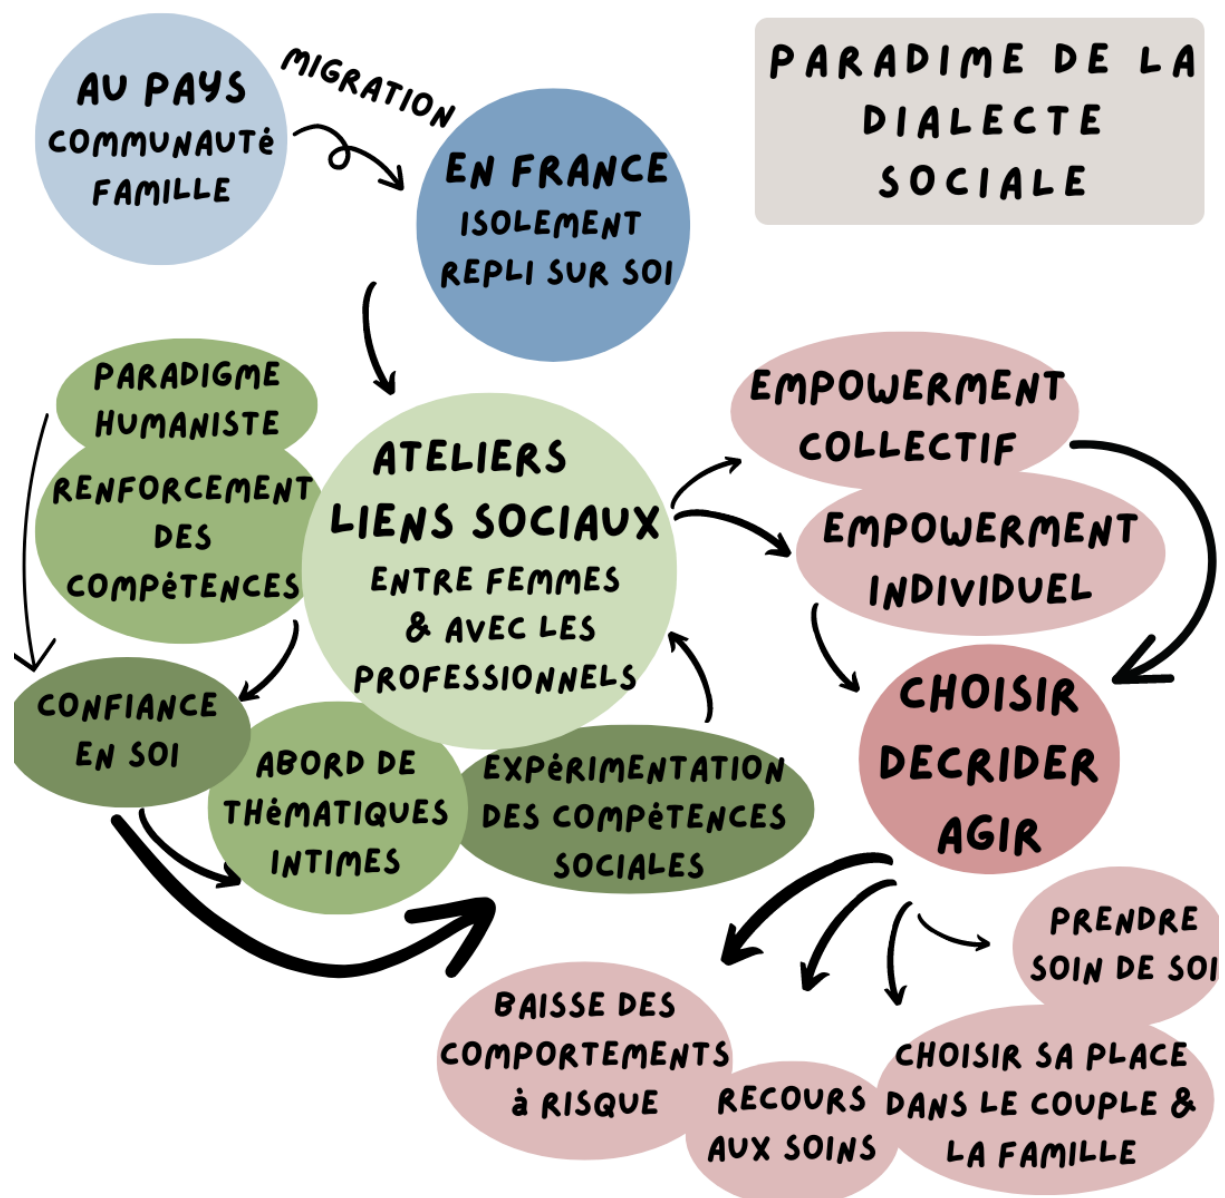 PARADIME DE LA
DIALECTE
SOCIALE
AU PAYS
COMMUNAUTÉ
FAMILLE
MIGRATION
EN FRANCE
ISOLEMENT
REPLI SUR SOI
PARADIGME
HUMANISTE
RENFORCEMENT
DES
COMPÉTENCES
ATELIERS
LIENS SOCIAUX
ENTRE FEMMES
& AVEC LES
PROFESSIONNELS
EMPOWERMENT
COLLECTIF
EMPOWERMENT
INDIVIDUEL
CONFIANCE
EN SOI
ABORD DE
THÉMATIQUES
INTIMES
EXPÉRIMENTATION
DES COMPÉTENCES
SOCIALES
CHOISIR
DECRIDER
AGIR
PRENDRE
SOIN DE SOI
BAISSE DES
COMPORTEMENTS
à RISQUE
RECOURS
AUX SOINS
CHOISIR SA PLACE
DANS LE COUPLE &
LA FAMILLE